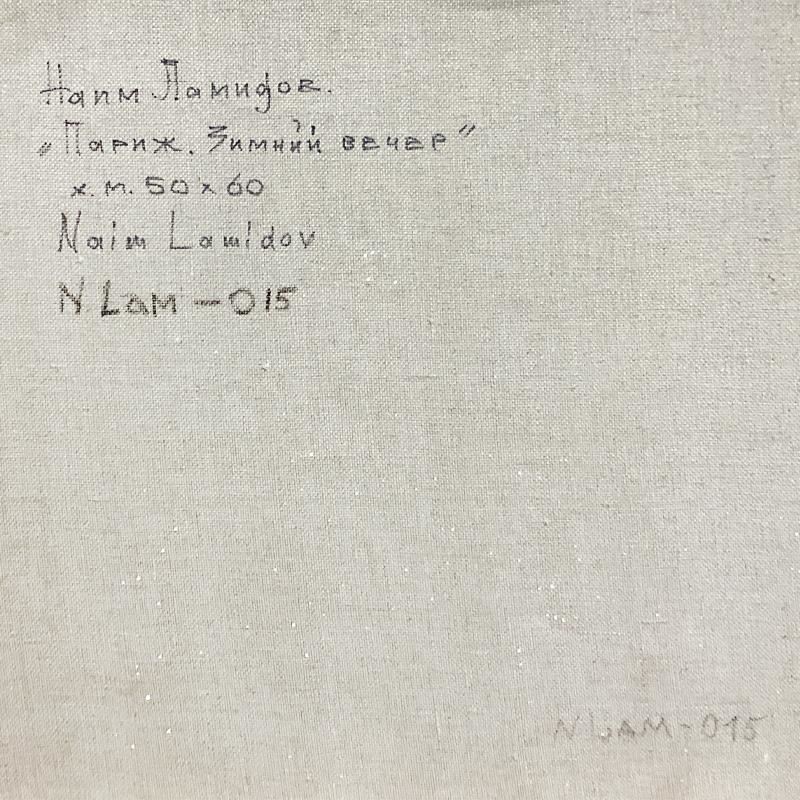 Наим Ламидов.
„Париж. Зимний вечер”
х. м. 50 х 60
Naim Lamidov
N Lam – 015
N LAM - 015